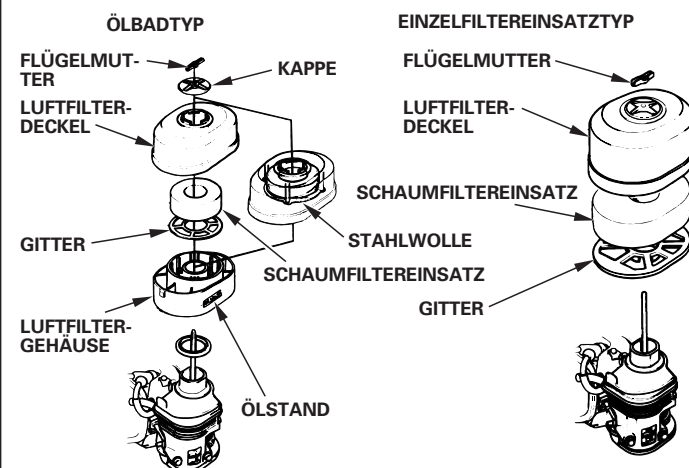 ÖLBADTYP
FLÜGELMUT-
TER
KAPPE
LUFTFILTER-
DECKEL
STAHLWOLLE
GITTER
SCHAUMFILTEREINSATZ
LUFTFILTER-
GEHÄUSE
ÖLSTAND
EINZELFILTEREINSATZTYP
FLÜGELMUTTER
LUFTFILTER-
DECKEL
SCHAUMFILTEREINSATZ
GITTER